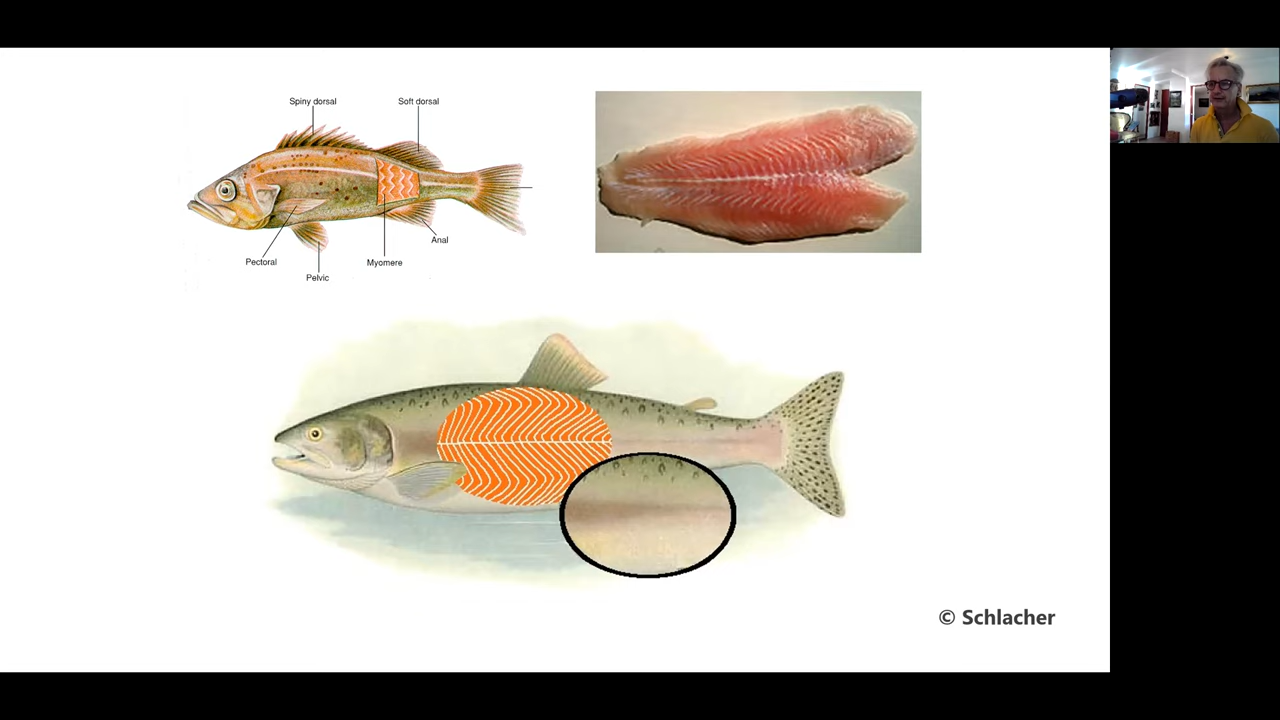 Spiny dorsal
Soft dorsal
Anal
Pectoral
Myomere
Pelvic
© Schlacher